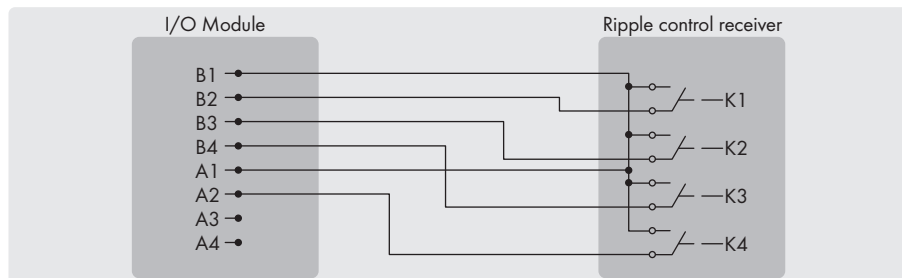 I/O Module
Ripple control receiver
B1
B2
B3
B4
A1
A2
A3
A4
K1
K2
K3
K4